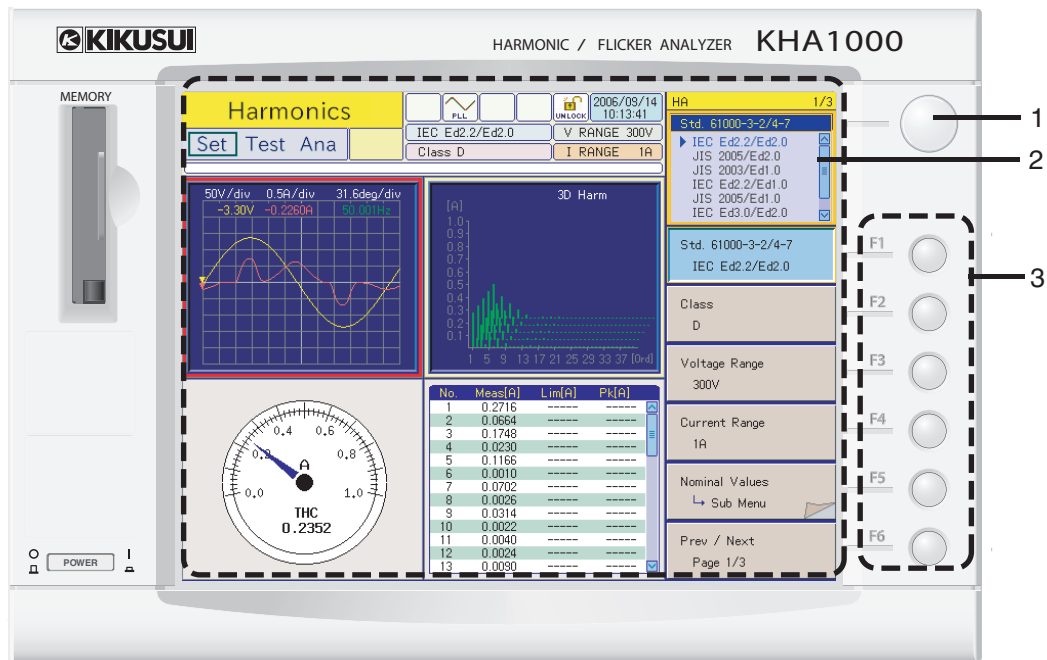 KIKUSUI
HARMONIC / FLICKER ANALYZER KHA1000
MEMORY
Harmonics
Set Test Ana
PLL
UNLOCK
2006/09/14
10:13:41
IEC Ed2.2/Ed2.0
V RANGE 300V
Class D
I RANGE 1A
HA 1/3
Std. 61000-3-2/4-7
IEC Ed2.2/Ed2.0
JIS 2005/Ed2.0
JIS 2003/Ed1.0
IEC Ed2.2/Ed1.0
JIS 2005/Ed1.0
IEC Ed3.0/Ed2.0
1
2
3
50V/div 0.5A/div 31.6deg/div
-3.30V -0.2260A 50.001Hz
3D Harm
[A]
1.0
0.9
0.8
0.7
0.6
0.5
0.4
0.3
0.2
0.1
1 5 9 13 17 21 25 29 33 37 [Ord]
Std. 61000-3-2/4-7
IEC Ed2.2/Ed2.0
F1
Class
D
F2
Voltage Range
300V
F3
Current Range
1A
F4
Nominal Values
Sub Menu
F5
Prev / Next
Page 1/3
F6
0.0 0.2 0.4 0.6 0.8 1.0
A
THC
0.2352
No. Meas[A] Lim[A] Pk[A]
1 0.2716 ----- -----
2 0.0664 ----- -----
3 0.1748 ----- -----
4 0.0230 ----- -----
5 0.1166 ----- -----
6 0.0010 ----- -----
7 0.0702 ----- -----
8 0.0026 ----- -----
9 0.0314 ----- -----
10 0.0022 ----- -----
11 0.0040 ----- -----
12 0.0024 ----- -----
13 0.0090 ----- -----
POWER